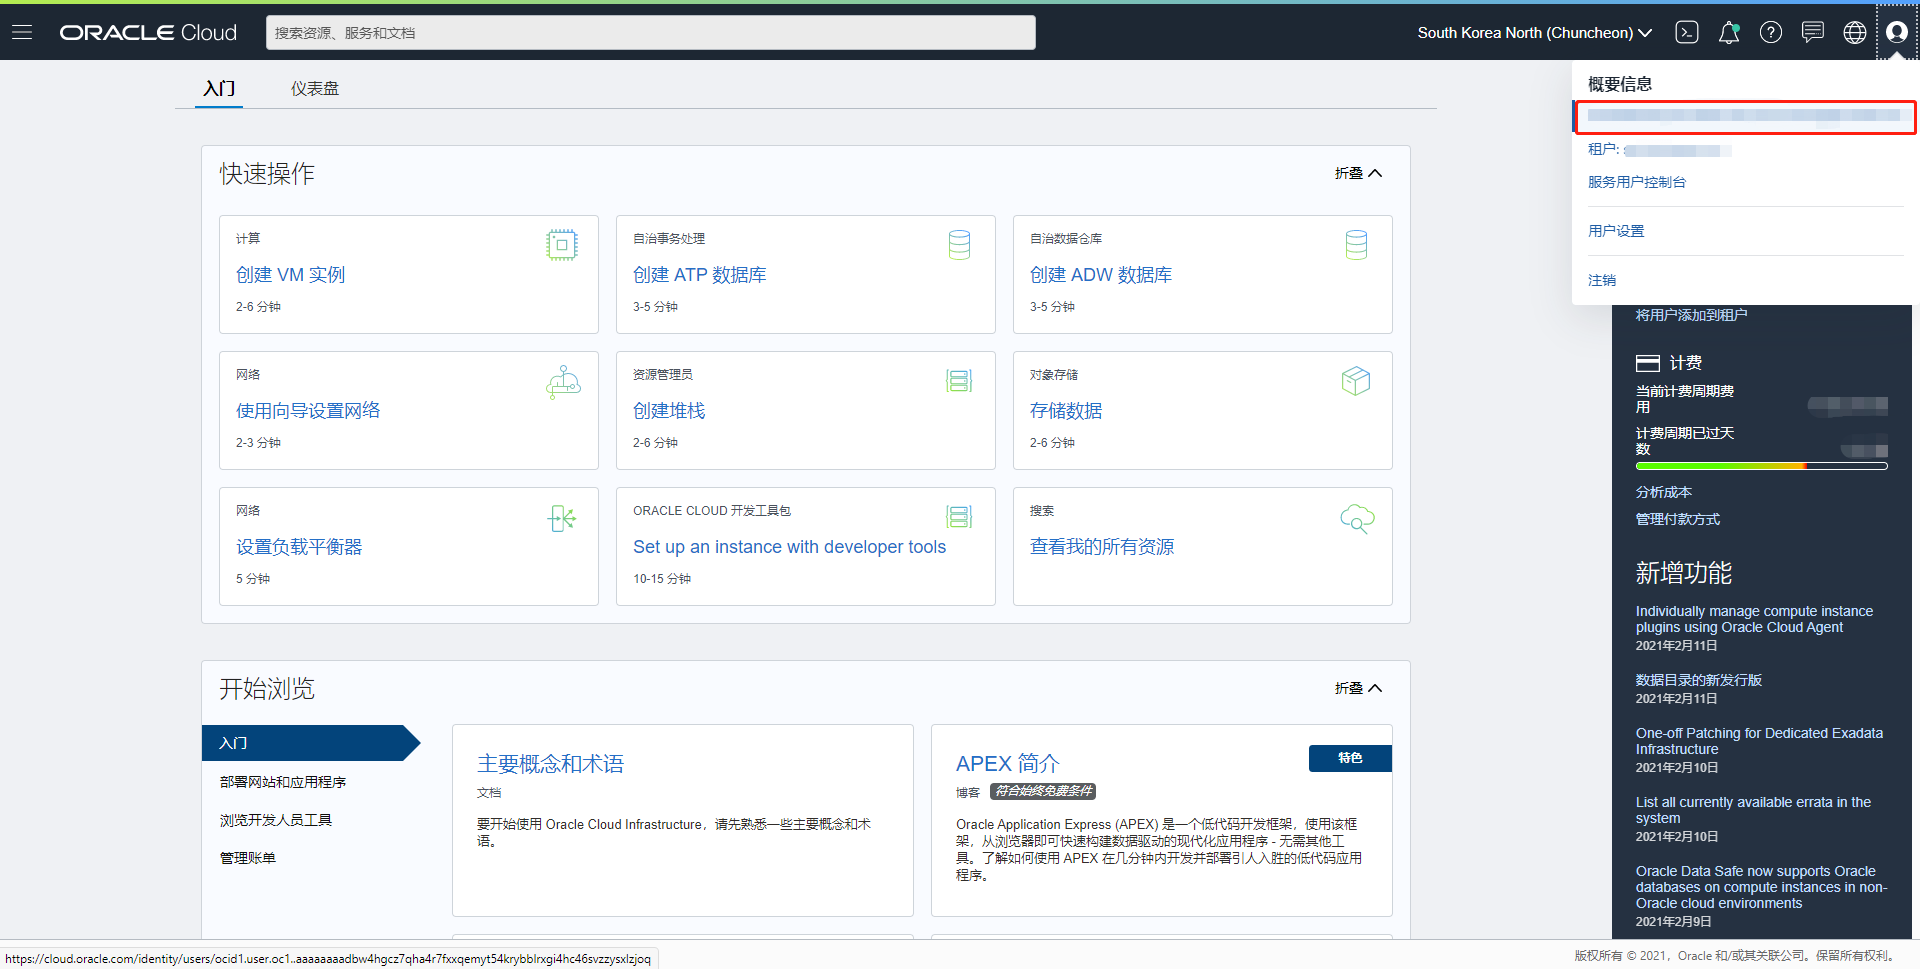 ORACLE Cloud
搜索资源、服务和文档
South Korea North (Chuncheon)
入门
仪表盘
概要信息
租户:
服务用户控制台
用户设置
注销
快速操作
折叠
计算
创建 VM 实例
2-6 分钟
自治事务处理
创建 ATP 数据库
3-5 分钟
自治数据仓库
创建 ADW 数据库
3-5 分钟
网络
使用向导设置网络
2-3 分钟
资源管理员
创建堆栈
2-6 分钟
对象存储
存储数据
2-6 分钟
网络
设置负载平衡器
5 分钟
ORACLE CLOUD 开发工具包
Set up an instance with developer tools
10-15 分钟
搜索
查看我的所有资源
开始浏览
折叠
入门
部署网站和应用程序
浏览开发人员工具
管理账单
主要概念和术语
文档
要开始使用 Oracle Cloud Infrastructure，请先熟悉一些主要概念和术
语。
APEX 简介
特色
博客 符合始终免费条件
Oracle Application Express (APEX) 是一个低代码开发框架，使用该框
架，从浏览器即可快速构建数据驱动的现代化应用程序 - 无需其他工
具。了解如何使用 APEX 在几分钟内开发并部署引人入胜的低代码应用
程序。
将用户添加到租户
计费
当前计费周期费
用
计费周期已过天
数
分析成本
管理付款方式
新增功能
Individually manage compute instance
plugins using Oracle Cloud Agent
2021年2月11日
数据目录的新发行版
2021年2月11日
One-off Patching for Dedicated Exadata
Infrastructure
2021年2月10日
List all currently available errata in the
system
2021年2月10日
Oracle Data Safe now supports Oracle
databases on compute instances in non-
Oracle cloud environments
2021年2月9日
https://cloud.oracle.com/identity/users/ocid1.user.oc1..aaaaaaaadbw4hgcz7qha4r7fxxqemyt54krybblrxgi4hc46svzzysxlzjoq
版权所有 © 2021，Oracle 和/或其关联公司。保留所有权利。